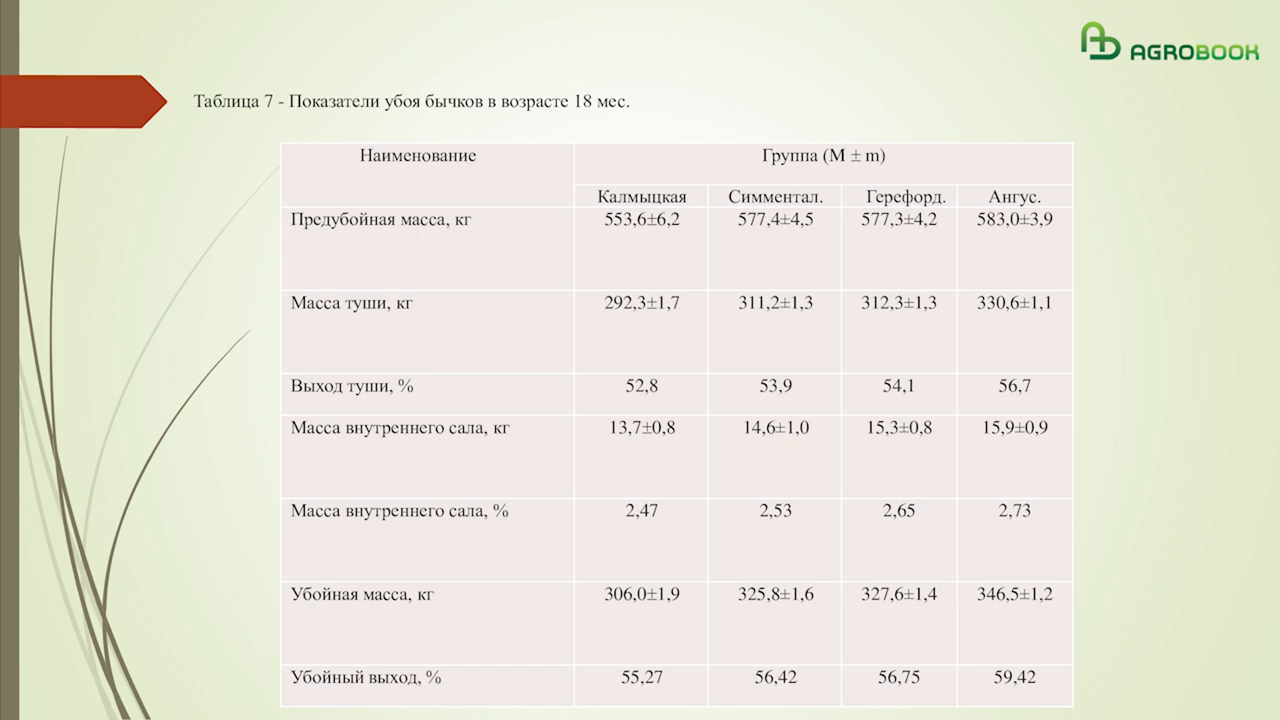 AGROBOOK
Таблица 7 - Показатели убоя бычков в возрасте 18 мес.
Наименование Группа (M ± m)
Калмыцкая Симментал. Герефорд. Ангус.
Предубойная масса, кг 553,6±6,2 577,4±4,5 577,3±4,2 583,0±3,9
Масса туши, кг 292,3±1,7 311,2±1,3 312,3±1,3 330,6±1,1
Выход туши, % 52,8 53,9 54,1 56,7
Масса внутреннего сала, кг 13,7±0,8 14,6±1,0 15,3±0,8 15,9±0,9
Масса внутреннего сала, % 2,47 2,53 2,65 2,73
Убойная масса, кг 306,0±1,9 325,8±1,6 327,6±1,4 346,5±1,2
Убойный выход, % 55,27 56,42 56,75 59,42